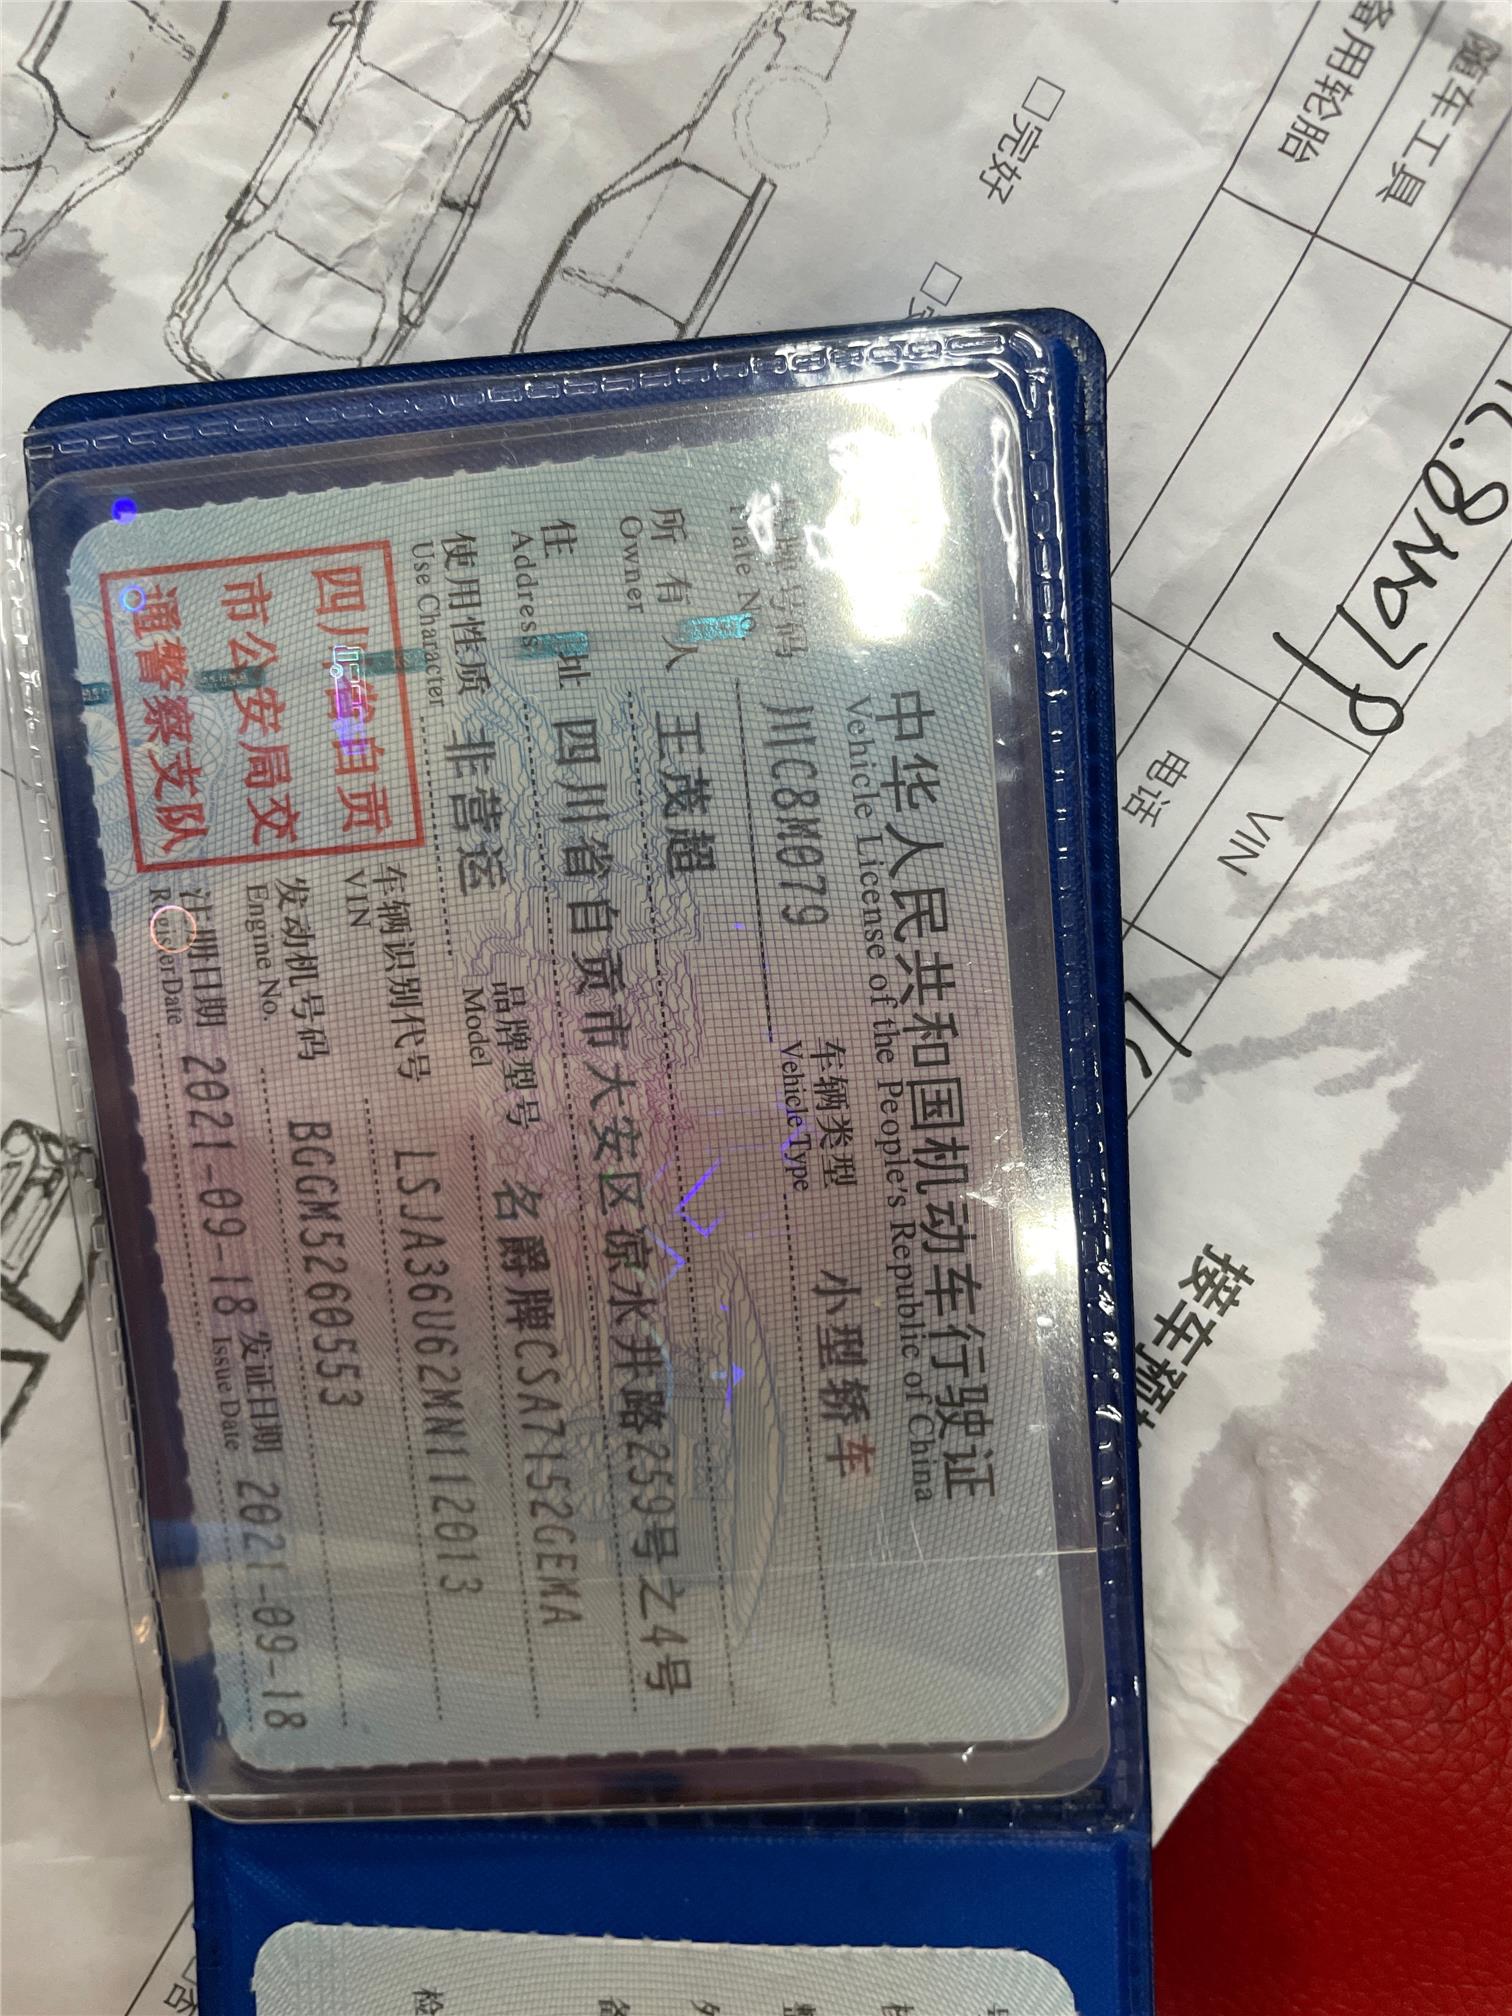 中华人民共和国机动车行驶证
Vehicle License of the People's Republic of China
号牌号码 川C8M079 车辆类型 小型轿车
Plate No. Vehicle Type
所有人 王茂超
Owner
住址 四川省自贡市大安区凉水井路259号之4号
Address
使用性质 非营运 品牌型号 名爵牌CSA7152GEMA
Use Character Model
四川省自贡
市公安局交
通警察支队
车辆识别代号 LSJA36U62MN112013
VIN
发动机号码 BGGM5260553
Engine No.
注册日期 2021-09-18 发证日期 2021-09-18
Register Date Issue Date
随车工具
备用轮胎
□完好
VIN
电话
接车预
检